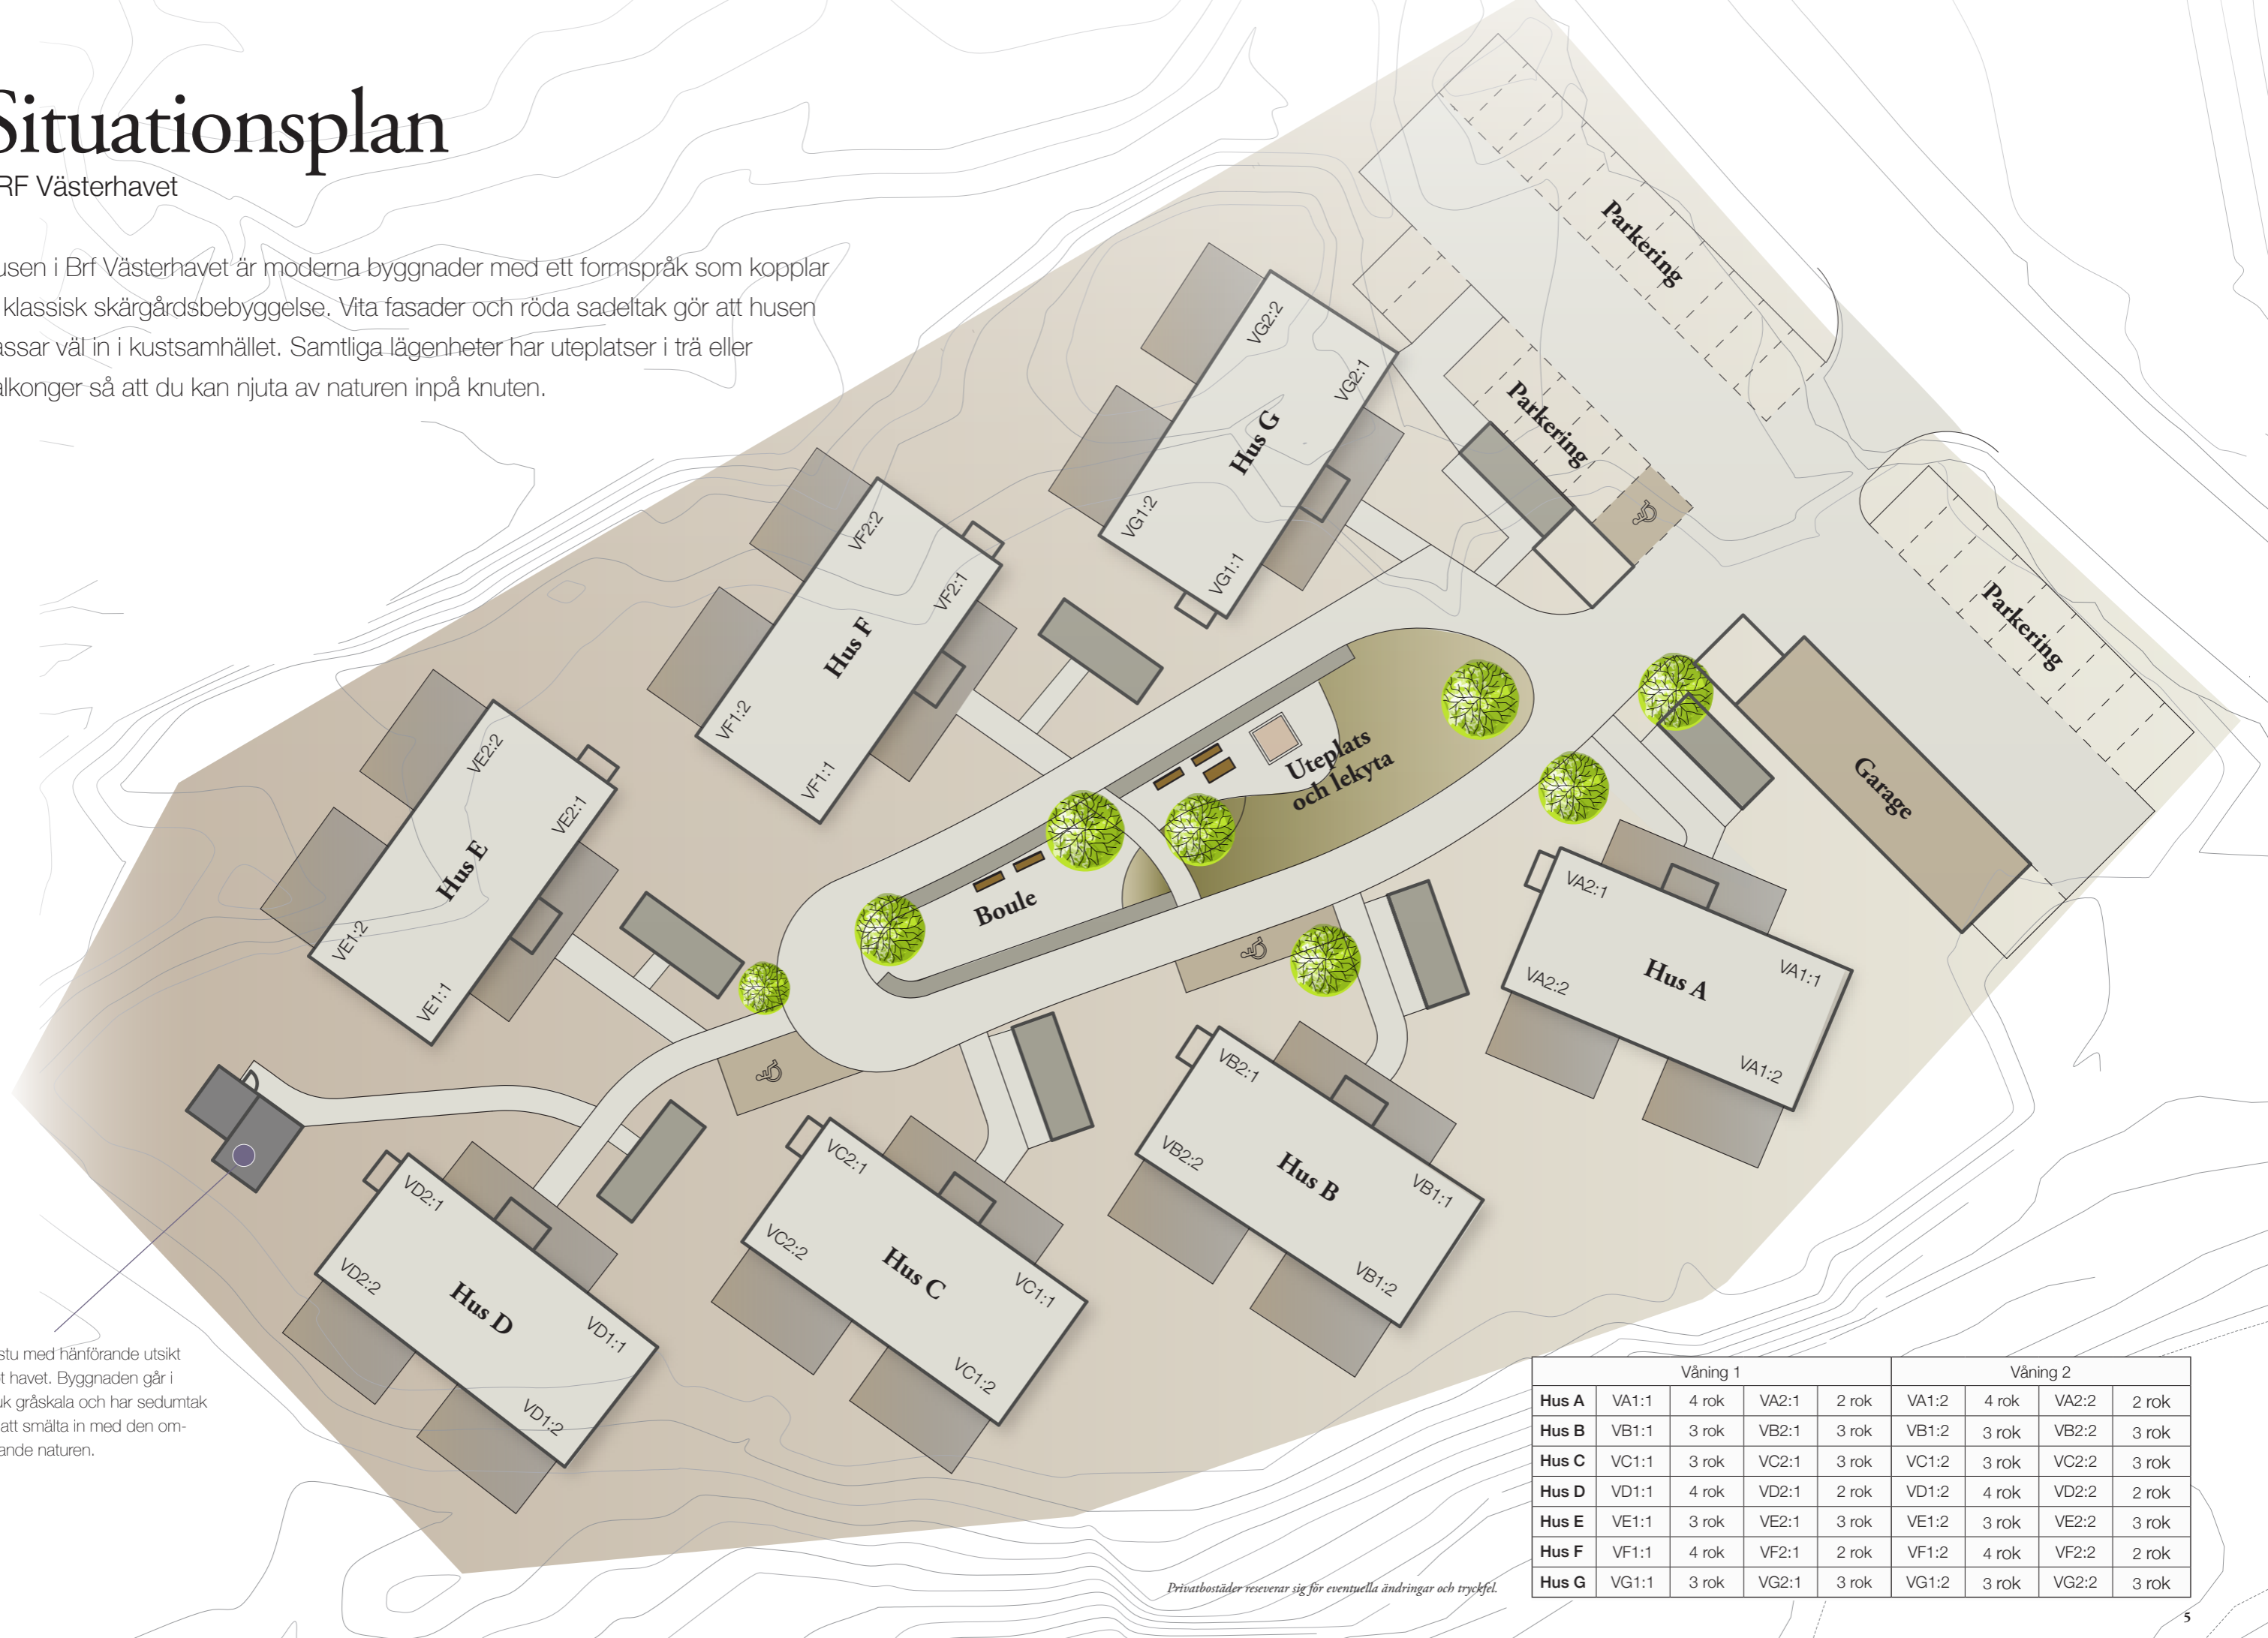 Situationsplan
RF Västerhavet
usen i Brf Västerhavet är moderna byggnader med ett formspråk som kopplar
klassisk skärgårdsbebyggelse. Vita fasader och röda sadeltak gör att husen
assar väl in i kustsamhället. Samtliga lägenheter har uteplatser i trä eller
alkonger så att du kan njuta av naturen inpå knuten.
Parkering
Parkering
Parkering
Garage
VG2:2
VG2:1
Hus G
VG1:2
VG1:1
VF2:2
VF2:1
Hus F
VF1:2
VF1:1
VE2:2
VE2:1
Hus E
VE1:2
VE1:1
Uteplats
och lekyta
Boule
VA2:1
VA1:1
Hus A
VA2:2
VA1:2
VB2:1
VB1:1
Hus B
VB2:2
VB1:2
VC2:1
VC1:1
Hus C
VC2:2
VC1:2
VD2:1
VD1:1
Hus D
VD2:2
VD1:2
stu med hänförande utsikt
t havet. Byggnaden går i
uk gråskala och har sedumtak
att smälta in med den om-
ande naturen.
Våning 1 Våning 2
Hus A VA1:1 4 rok VA2:1 2 rok VA1:2 4 rok VA2:2 2 rok
Hus B VB1:1 3 rok VB2:1 3 rok VB1:2 3 rok VB2:2 3 rok
Hus C VC1:1 3 rok VC2:1 3 rok VC1:2 3 rok VC2:2 3 rok
Hus D VD1:1 4 rok VD2:1 2 rok VD1:2 4 rok VD2:2 2 rok
Hus E VE1:1 3 rok VE2:1 3 rok VE1:2 3 rok VE2:2 3 rok
Hus F VF1:1 4 rok VF2:1 2 rok VF1:2 4 rok VF2:2 2 rok
Hus G VG1:1 3 rok VG2:1 3 rok VG1:2 3 rok VG2:2 3 rok
Privatbostäder reseverar sig för eventuella ändringar och tryckfel.
5